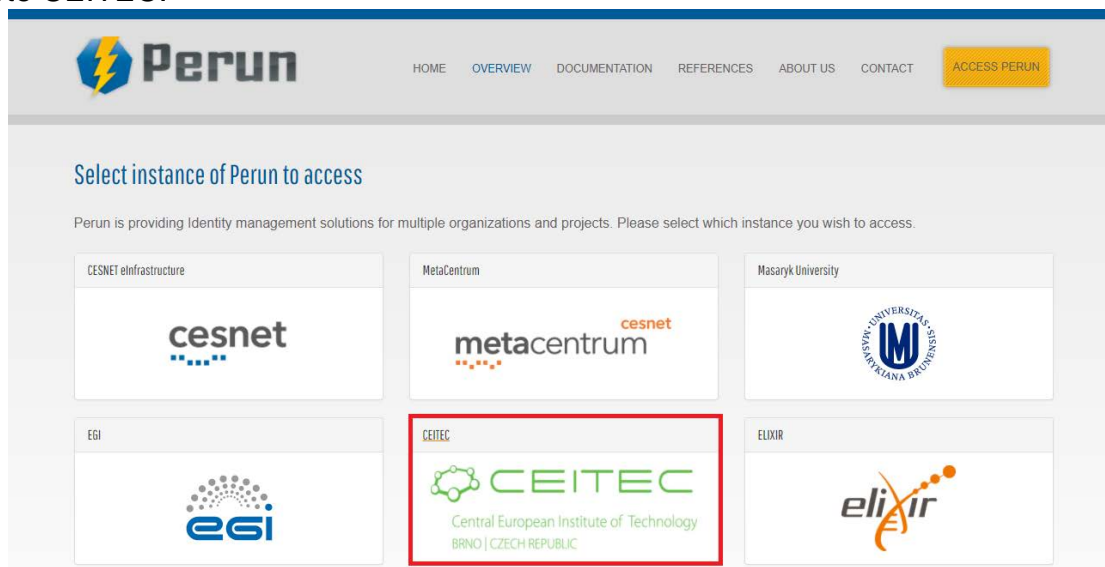 Perun
HOME OVERVIEW DOCUMENTATION REFERENCES ABOUT US CONTACT ACCESS PERUN
Select instance of Perun to access
Perun is providing Identity management solutions for multiple organizations and projects. Please select which instance you wish to access.
CESNET eInfrastructure
MetaCentrum
Masaryk University
cesnet
cesnet
metacentrum
UNIVERSITAS
MASARYKIANA BRUNENSIS
M
EGI
CEITEC
ELIXIR
egi
CEITEC
Central European Institute of Technology
BRNO | CZECH REPUBLIC
elixir